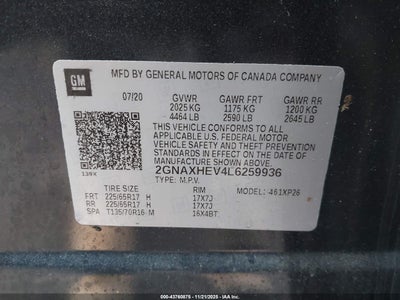 GM
MFD BY GENERAL MOTORS OF CANADA COMPANY
07/20 GVWR GAWR FRT GAWR RR
2025 KG 1175 KG 1200 KG
4464 LB 2590 LB 2645 LB
THIS VEHICLE CONFORMS TO ALL APPLICABLE
U.S. FEDERAL MOTOR
VEHICLE SAFETY AND THEFT PREVENTION
STANDARDS IN EFFECT ON THE DATE OF
MANUFACTURE SHOWN ABOVE.
2GNAXHEV4L6259936
TYPE: M.P.V.
TIRE SIZE RIM MODEL: 461XP26
FRT 225/65R17 H 17X7J
RR 225/65R17 H 17X7J
SPA T135/70R16 M 16X4BT
000-43760875 - 11/21/2025 - IAAHQ